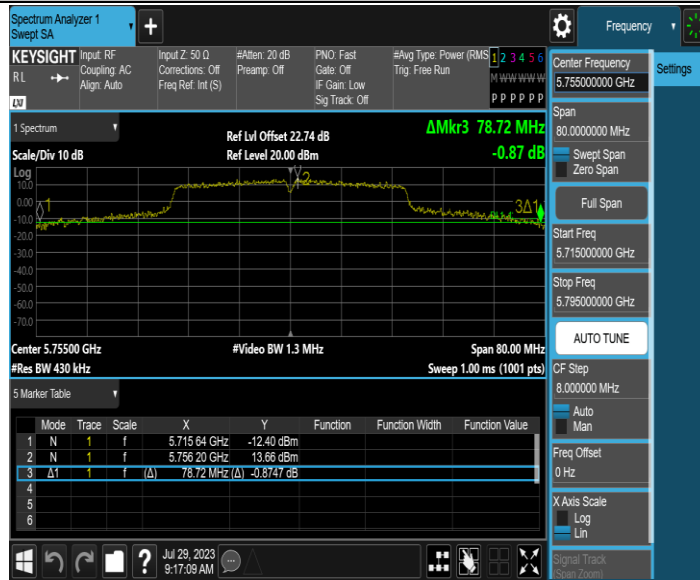 Spectrum Analyzer 1
Swept SA
+
Frequency
KEYSIGHT
RL
LXI
Input: RF
Coupling: AC
Align: Auto
Input Z: 50 Ω
Corrections: Off
Freq Ref: Int (S)
#Atten: 20 dB
Preamp: Off
PNO: Fast
Gate: Off
IF Gain: Low
Sig Track: Off
#Avg Type: Power (RMS
Trig: Free Run
1 2 3 4 5 6
M W W W W W
P P P P P P
Settings
1 Spectrum
Scale/Div 10 dB
Ref Lvl Offset 22.74 dB
Ref Level 20.00 dBm
ΔMkr3 78.72 MHz
-0.87 dB
Log
10.0
0.00
-10.0
-20.0
-30.0
-40.0
-50.0
-60.0
-70.0
1
2
3Δ1
Center 5.75500 GHz
#Video BW 1.3 MHz
Span 80.00 MHz
#Res BW 430 kHz
Sweep 1.00 ms (1001 pts)
5 Marker Table
Mode Trace Scale X Y Function Function Width Function Value
1 N 1 f 5.715 64 GHz -12.40 dBm
2 N 1 f 5.756 20 GHz 13.66 dBm
3 Δ1 1 f (Δ) 78.72 MHz (Δ) -0.8747 dB
4
5
6
Jul 29, 2023
9:17:09 AM
?
Center Frequency
5.755000000 GHz
Span
80.0000000 MHz
Swept Span
Zero Span
Full Span
Start Freq
5.715000000 GHz
Stop Freq
5.795000000 GHz
AUTO TUNE
CF Step
8.000000 MHz
Auto
Man
Freq Offset
0 Hz
X Axis Scale
Log
Lin
Signal Track
(Span Zoom)